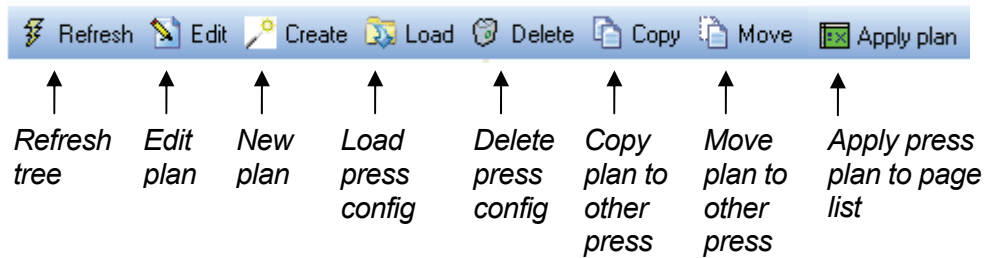 Refresh Edit Create Load Delete Copy Move Apply plan
Refresh tree
Edit plan
New plan
Load press config
Delete press config
Copy plan to other press
Move plan to other press
Apply press plan to page list